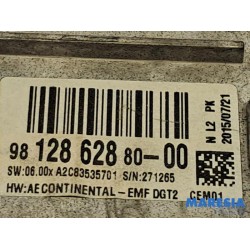 N L2 PK
2015/07/21
98 128 628 80-00
SW:06.00x A2C83535701 S/N:271265
HW:AE CONTINENTAL-EMF DGT2 CEM01
MARESIA